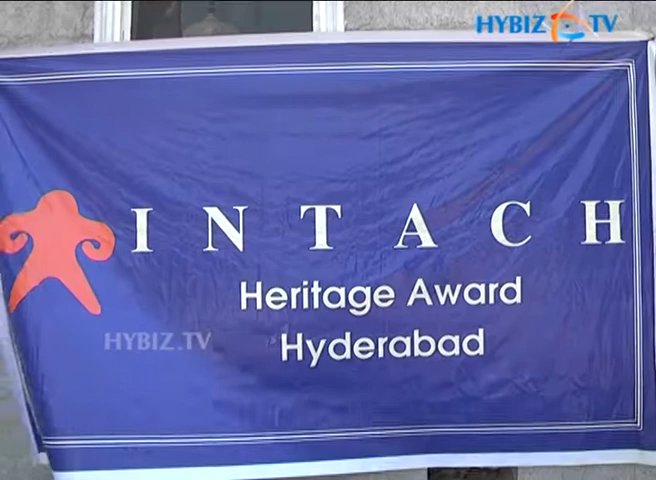 HYBIZ TV
INTACH
Heritage Award
Hyderabad
HYBIZ.TV